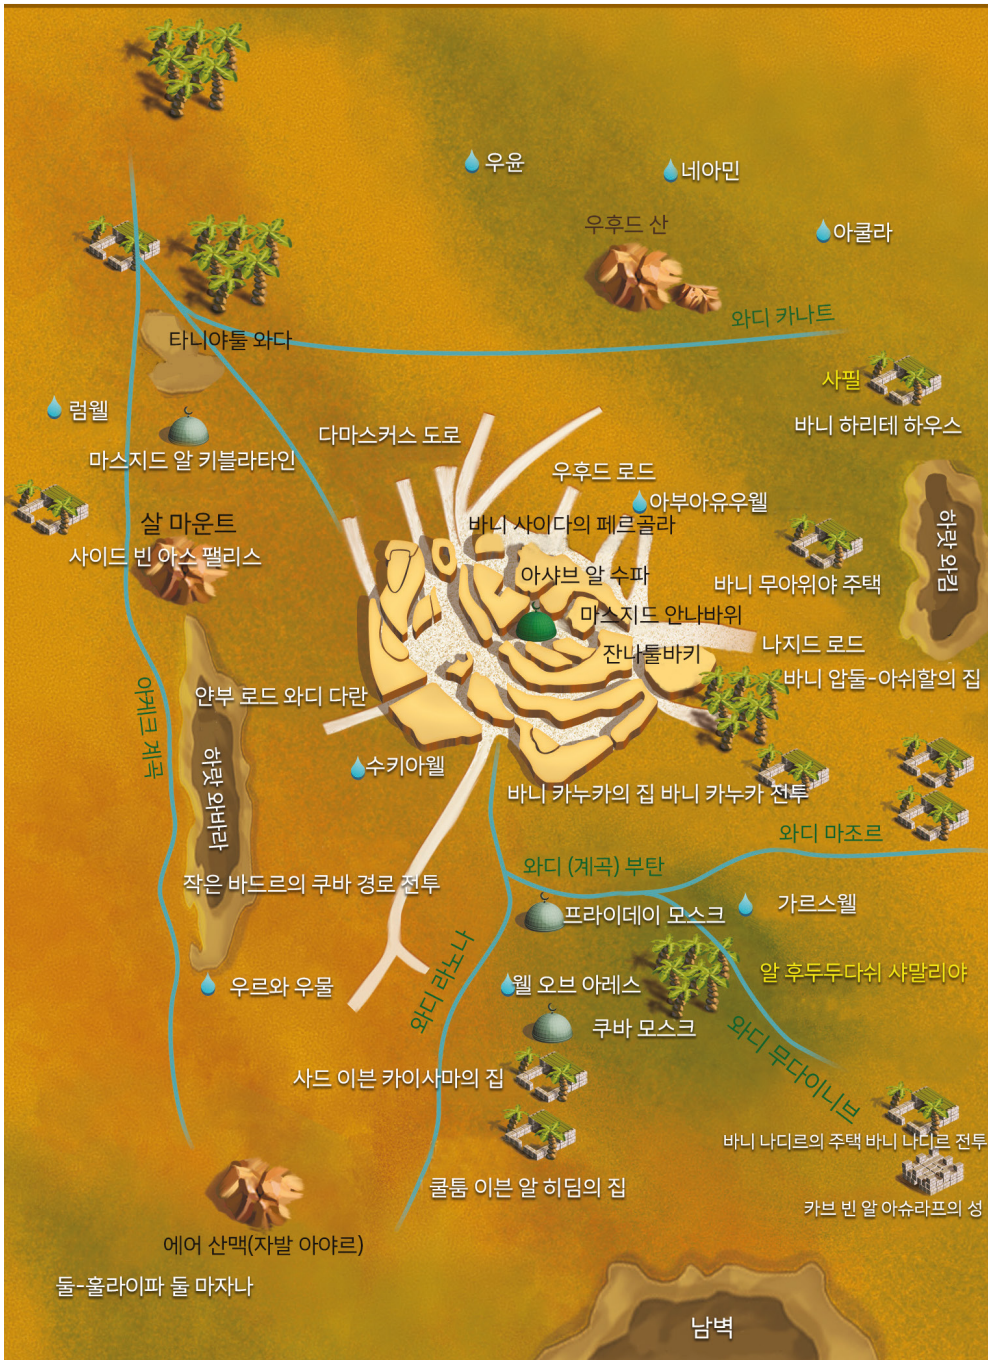 우윤
네아민
우후드 산
아쿨라
와디 카나트
타니야툴 와다
사필
럼웰
바니 하리테 하우스
다마스커스 도로
마스지드 알 키블라타인
우후드 로드
아부아유우웰
살 마운트
바니 사이다의 페르골라
하랏 와킴
사이드 빈 아스 팰리스
아샤브 알 수파
바니 무아위야 주택
마스지드 안나바위
나지드 로드
잔나툴바키
바니 압둘-아쉬할의 집
얀부 로드 와디 다란
아케크 계곡
수키아웰
하랏 와바라
바니 카누카의 집 바니 카누카 전투
와디 마조르
와디 (계곡) 부탄
작은 바드르의 쿠바 경로 전투
가르스웰
프라이데이 모스크
알 후두두다쉬 샤말리야
우르와 우물
와디 라뇌나
웰 오브 아레스
쿠바 모스크
와디 무다이니브
사드 이븐 카이사마의 집
바니 나디르의 주택 바니 나디르 전투
쿨툼 이븐 알 히딤의 집
카브 빈 알 아슈라프의 성
에어 산맥(자발 아야르)
둘-훌라이파 둘 마자나
남벽